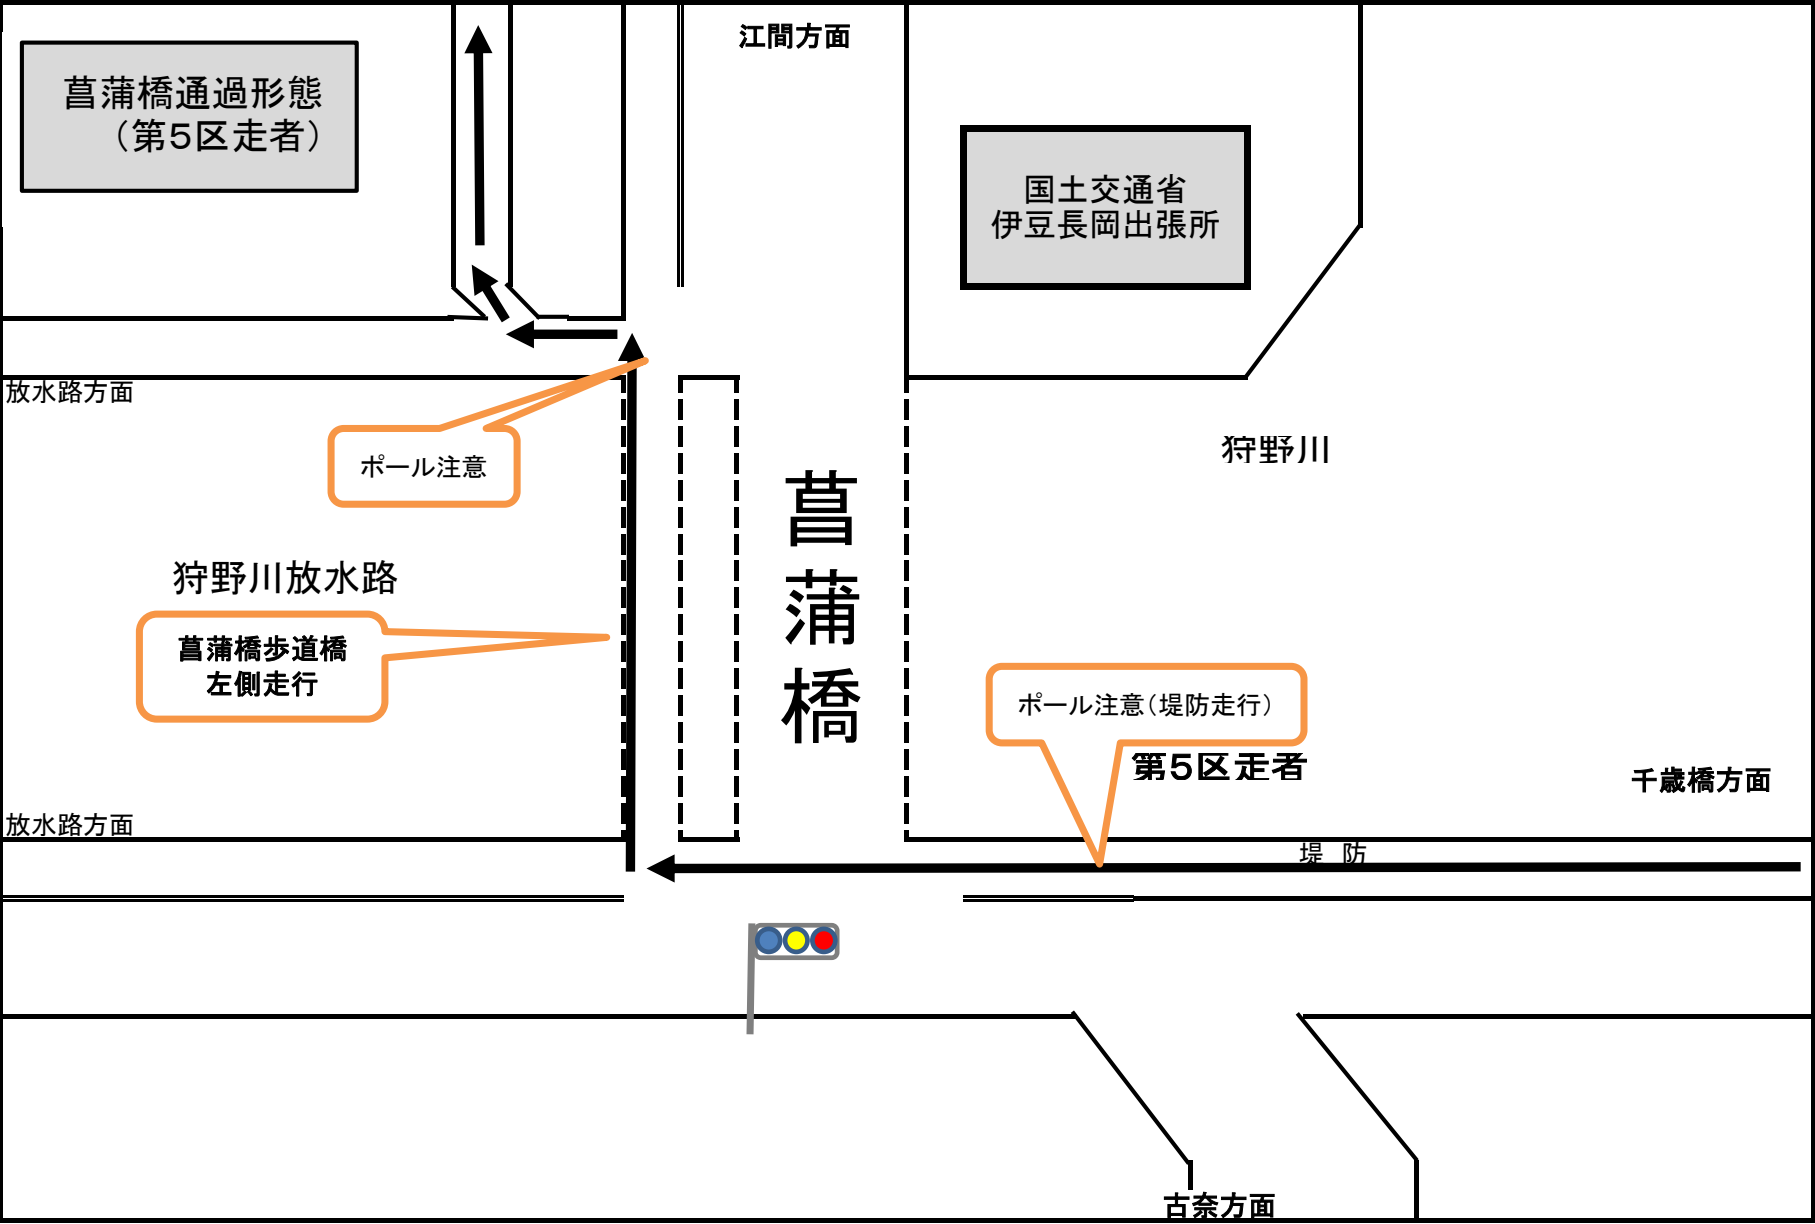 江間方面
菖蒲橋通過形態
（第５区走者）
国土交通省
伊豆長岡出張所
放水路方面
狩野川
ポール注意
菖
蒲
橋
狩野川放水路
菖蒲橋歩道橋
左側走行
ポール注意（堤防走行）
第５区走者
千歳橋方面
放水路方面
堤　防
古奈方面